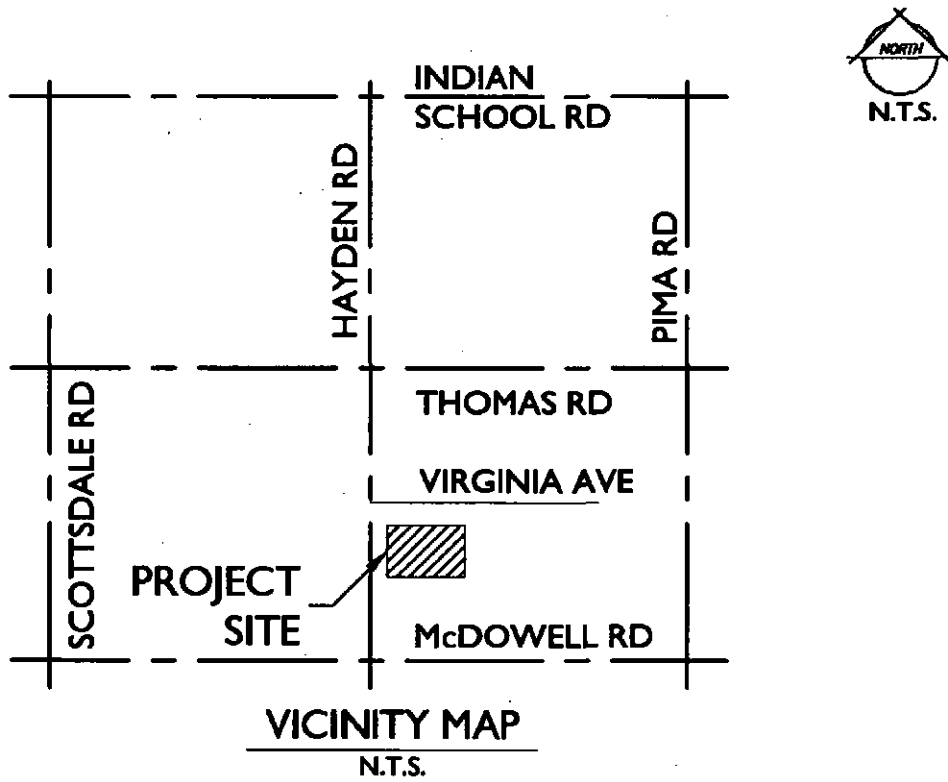 NORTH
N.T.S.
INDIAN
SCHOOL RD
HAYDEN RD
PIMA RD
THOMAS RD
SCOTTSDALE RD
VIRGINIA AVE
PROJECT
SITE
McDOWELL RD
VICINITY MAP
N.T.S.